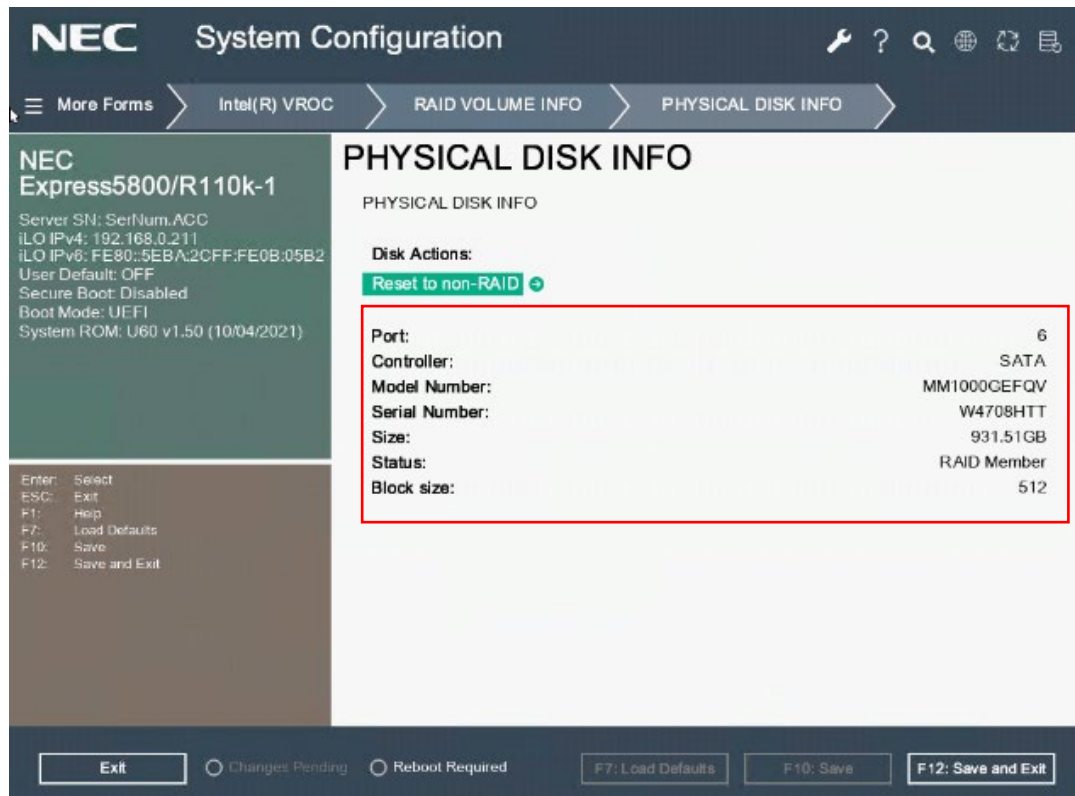 NEC System Configuration
More Forms Intel(R) VROC RAID VOLUME INFO PHYSICAL DISK INFO
NEC
Express5800/R110k-1
Server SN: SerNum.ACC
iLO IPv4: 192.168.0.211
iLO IPv6: FE80::5EBA:2CFF:FE0B:05B2
User Default: OFF
Secure Boot: Disabled
Boot Mode: UEFI
System ROM: U60 v1.50 (10/04/2021)
Enter: Select
ESC: Exit
F1: Help
F7: Load Defaults
F10: Save
F12: Save and Exit
PHYSICAL DISK INFO
PHYSICAL DISK INFO
Disk Actions:
Reset to non-RAID
Port: 6
Controller: SATA
Model Number: MM1000GEFQV
Serial Number: W4708HTT
Size: 931.51GB
Status: RAID Member
Block size: 512
Exit Changes Pending Reboot Required F7: Load Defaults F10: Save F12: Save and Exit